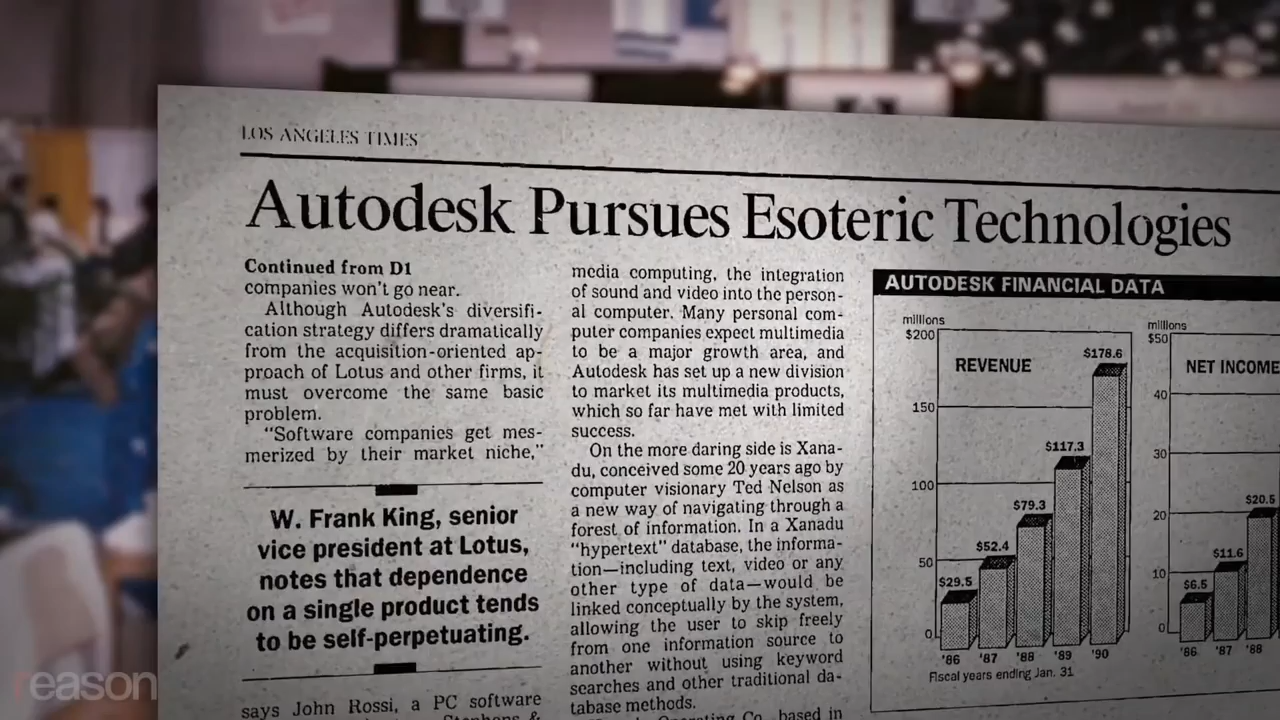 LOS ANGELES TIMES
Autodesk Pursues Esoteric Technologies
Continued from D1
companies won't go near.
Although Autodesk's diversifi-
cation strategy differs dramatically
from the acquisition-oriented ap-
proach of Lotus and other firms, it
must overcome the same basic
problem.
"Software companies get mes-
merized by their market niche,"
W. Frank King, senior
vice president at Lotus,
notes that dependence
on a single product tends
to be self-perpetuating.
says John Rossi, a PC software
media computing, the integration
of sound and video into the person-
al computer. Many personal com-
puter companies expect multimedia
to be a major growth area, and
Autodesk has set up a new division
to market its multimedia products,
which so far have met with limited
success.
On the more daring side is Xana-
du, conceived some 20 years ago by
computer visionary Ted Nelson as
a new way of navigating through a
forest of information. In a Xanadu
"hypertext" database, the informa-
tion—including text, video or any
other type of data—would be
linked conceptually by the system,
allowing the user to skip freely
from one information source to
another without using keyword
searches and other traditional da-
tabase methods.
Operating Co., based in
AUTODESK FINANCIAL DATA
millions
$200
REVENUE
$178.6
150
$117.3
100
$79.3
$52.4
50
$29.5
0
'86 '87 '88 '89 '90
Fiscal years ending Jan. 31
millions
$50
NET INCOME
40
30
$20.5
20
$11.6
10
$6.5
0
'86 '87 '88
reason